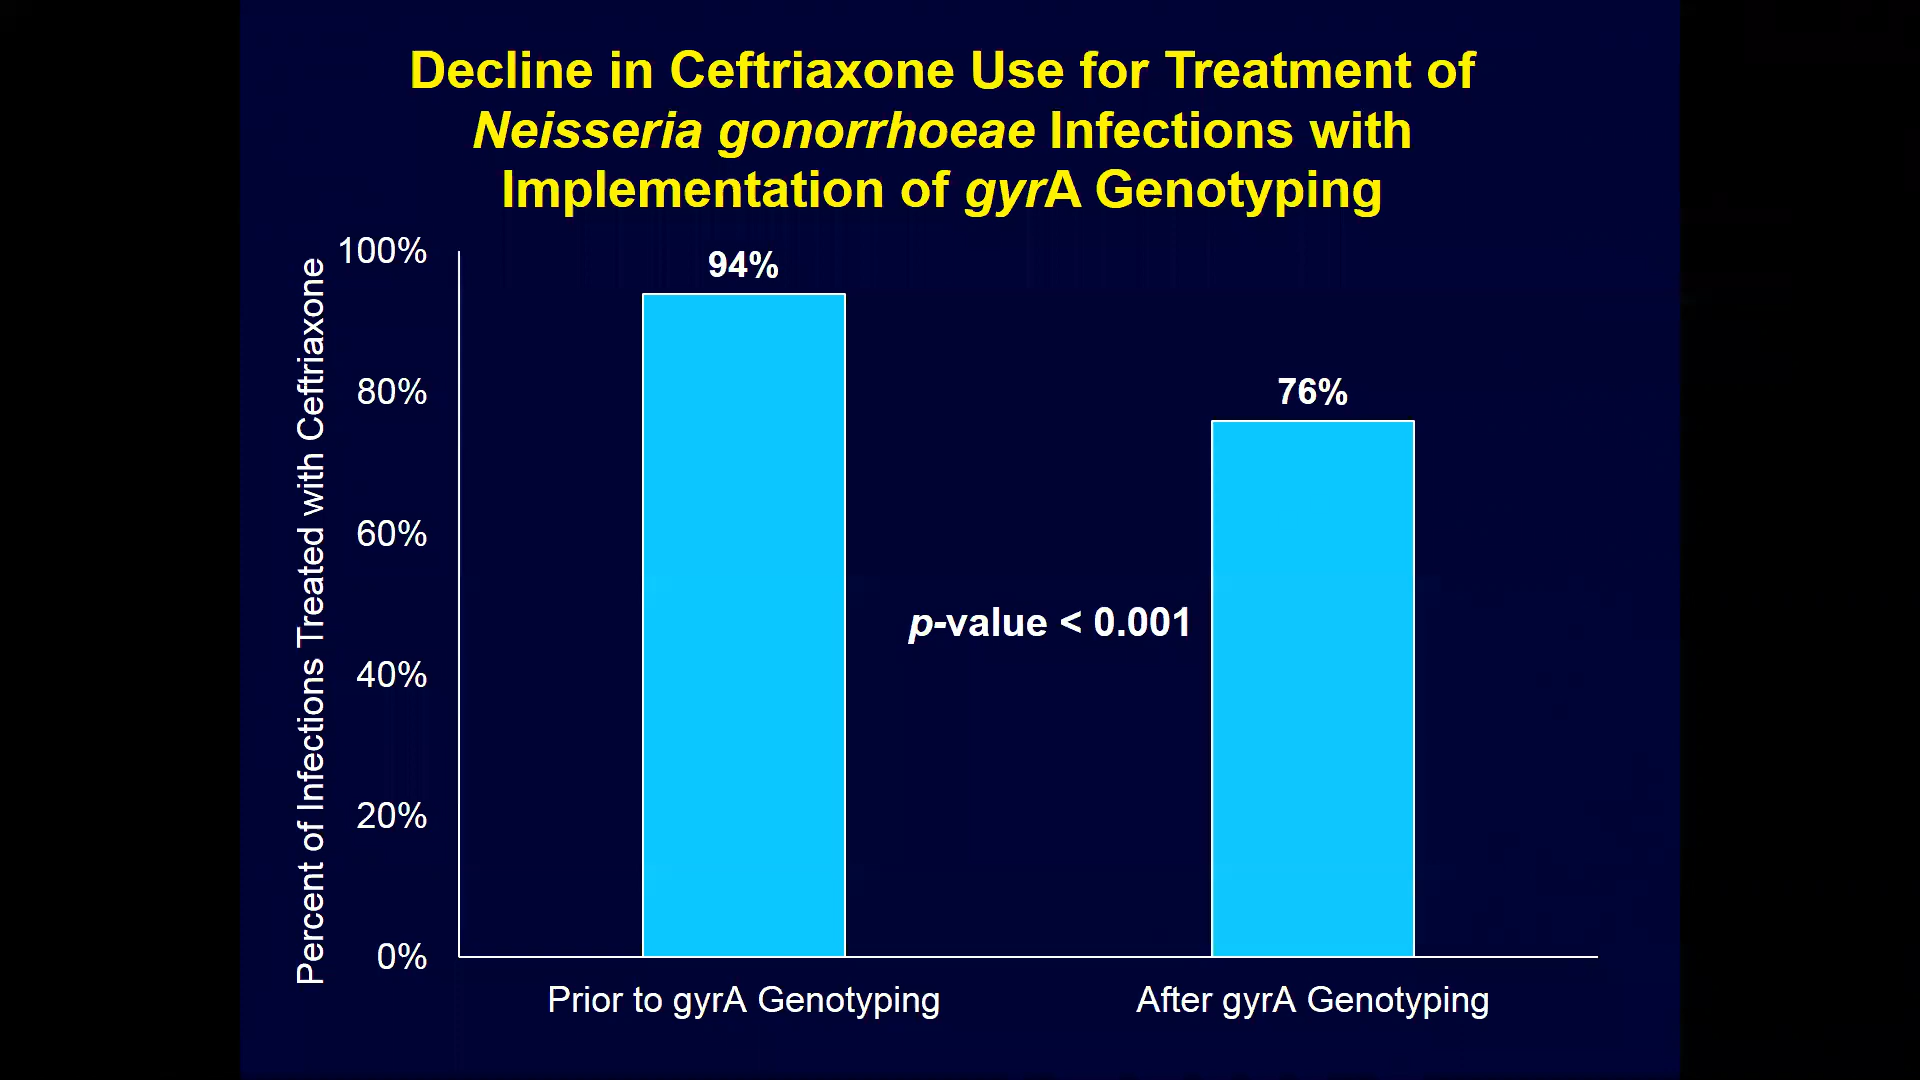 Decline in Ceftriaxone Use for Treatment of
Neisseria gonorrhoeae Infections with
Implementation of gyrA Genotyping
Percent of Infections Treated with Ceftriaxone
100%
80%
60%
40%
20%
0%
94%
76%
p-value < 0.001
Prior to gyrA Genotyping
After gyrA Genotyping